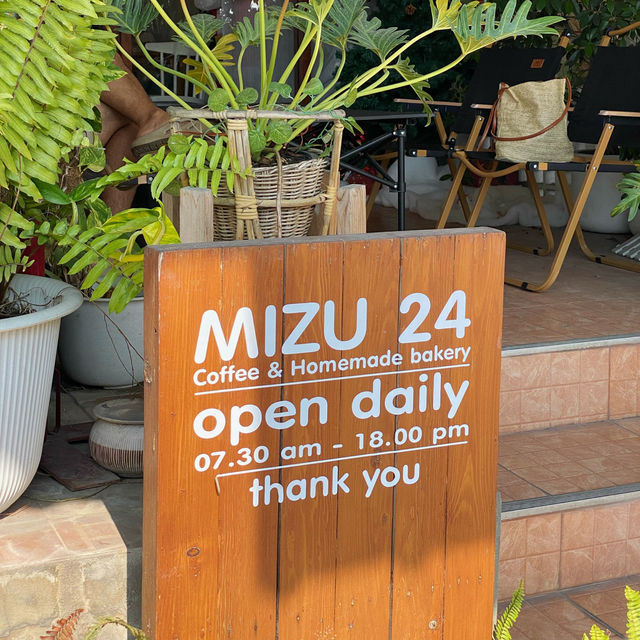 MIZU 24
Coffee & Homemade bakery
open daily
07.30 am - 18.00 pm
thank you